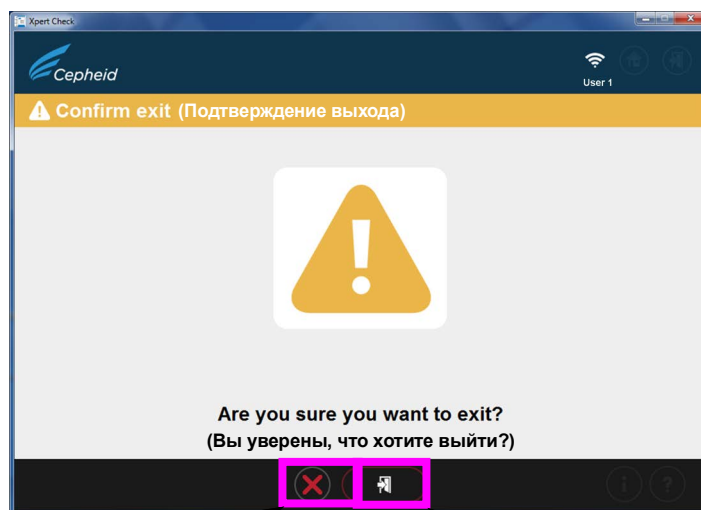 Xpert Check
Cepheid
User 1
Confirm exit (Подтверждение выхода)
Are you sure you want to exit?
(Вы уверены, что хотите выйти?)
i ?